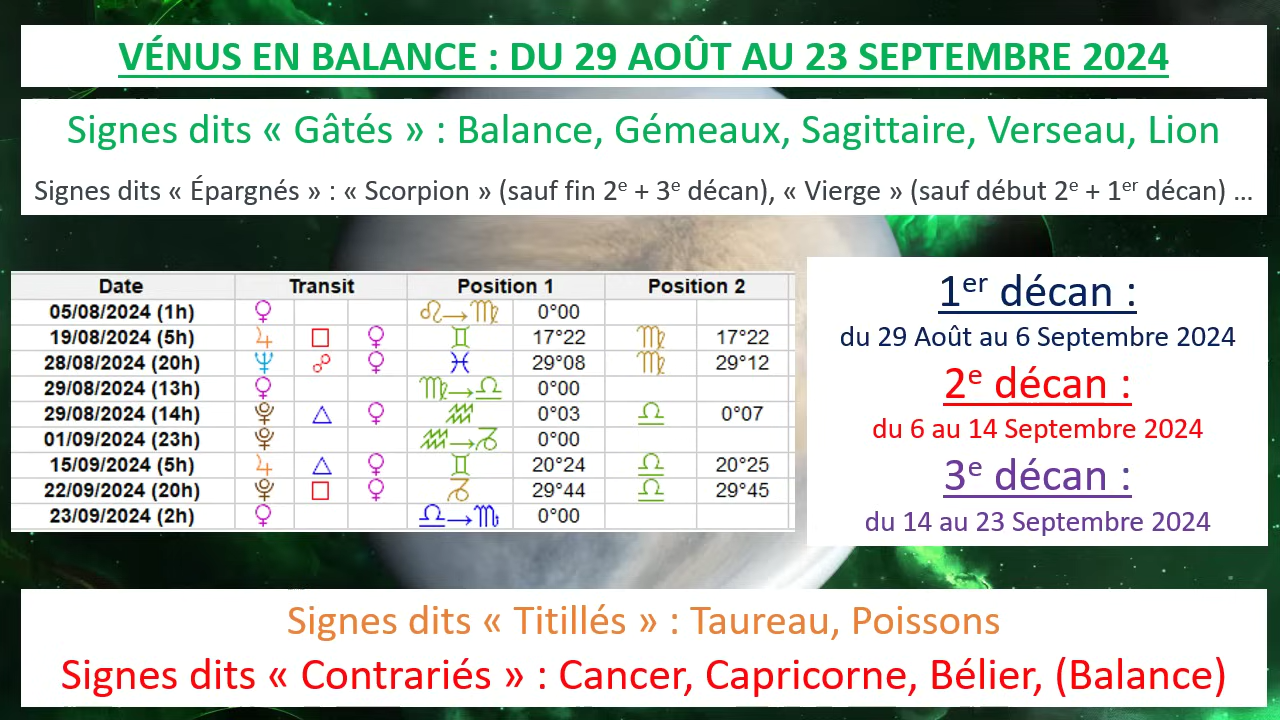 VÉNUS EN BALANCE : DU 29 AOÛT AU 23 SEPTEMBRE 2024
Signes dits « Gâtés » : Balance, Gémeaux, Sagittaire, Verseau, Lion
Signes dits « Épargnés » : « Scorpion » (sauf fin 2e + 3e décan), « Vierge » (sauf début 2e + 1er décan) ...
Date Transit Position 1 Position 2
05/08/2024 (1h) ♀ ♌→♍ 0°00
19/08/2024 (5h) ♃ □ ♀ ♊ 17°22 ♍ 17°22
28/08/2024 (20h) ♆ ☍ ♀ ♓ 29°08 ♍ 29°12
29/08/2024 (13h) ♀ ♍→♎ 0°00
29/08/2024 (14h) ♇ △ ♀ ♒ 0°03 ♎ 0°07
01/09/2024 (23h) ♇ ♒→♑ 0°00
15/09/2024 (5h) ♃ △ ♀ ♊ 20°24 ♎ 20°25
22/09/2024 (20h) ♇ □ ♀ ♑ 29°44 ♎ 29°45
23/09/2024 (2h) ♀ ♎→♏ 0°00
1er décan :
du 29 Août au 6 Septembre 2024
2e décan :
du 6 au 14 Septembre 2024
3e décan :
du 14 au 23 Septembre 2024
Signes dits « Titillés » : Taureau, Poissons
Signes dits « Contrariés » : Cancer, Capricorne, Bélier, (Balance)